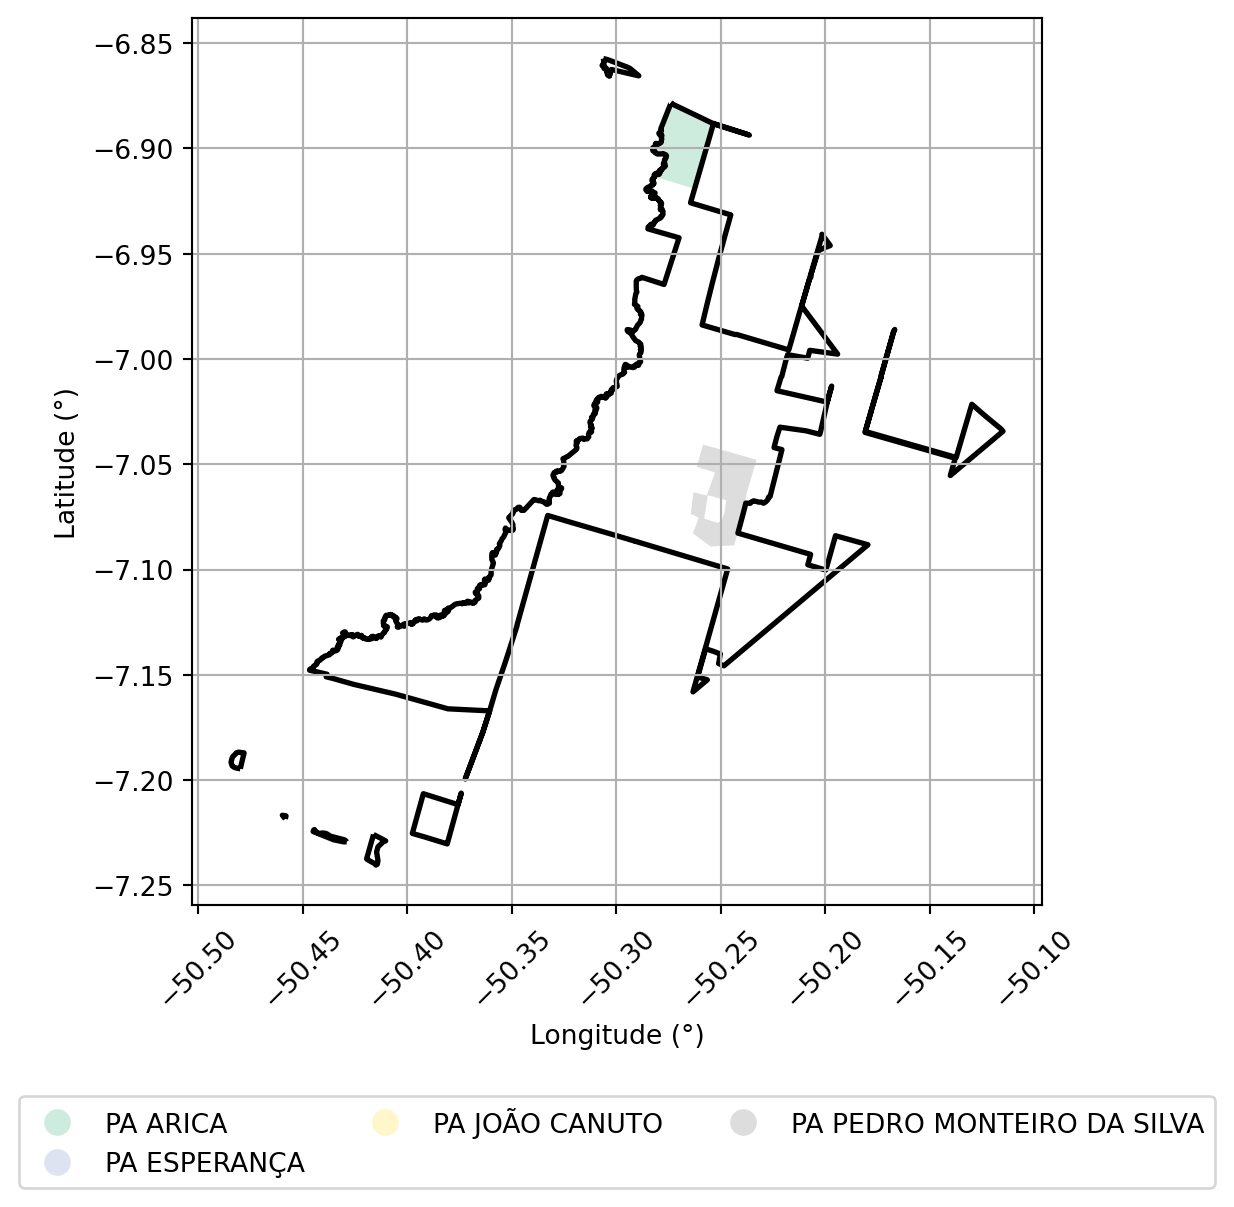 −6.85
−6.90
−6.95
−7.00
−7.05
−7.10
−7.15
−7.20
−7.25
Latitude (°)
−50.50 −50.45 −50.40 −50.35 −50.30 −50.25 −50.20 −50.15 −50.10
Longitude (°)
PA ARICA PA JOÃO CANUTO PA PEDRO MONTEIRO DA SILVA
PA ESPERANÇA